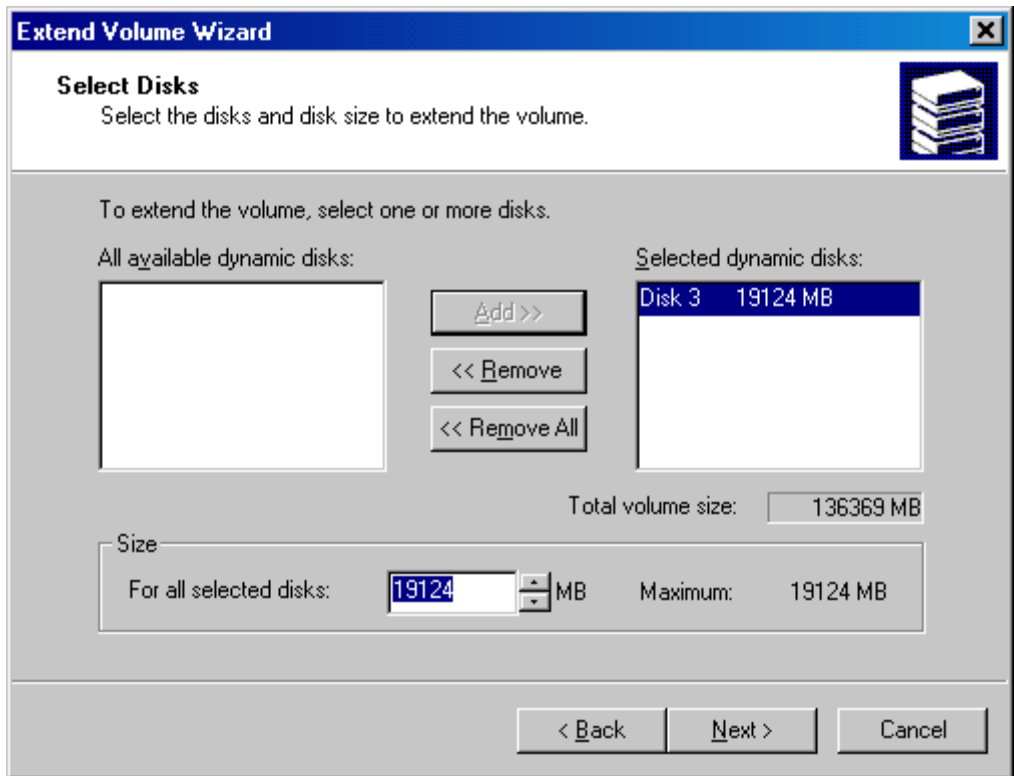 Extend Volume Wizard
Select Disks
Select the disks and disk size to extend the volume.
To extend the volume, select one or more disks.
All available dynamic disks:
Selected dynamic disks:
Disk 3 19124 MB
Add >>
<< Remove
<< Remove All
Total volume size: 136369 MB
Size
For all selected disks: 19124 MB Maximum: 19124 MB
< Back
Next >
Cancel